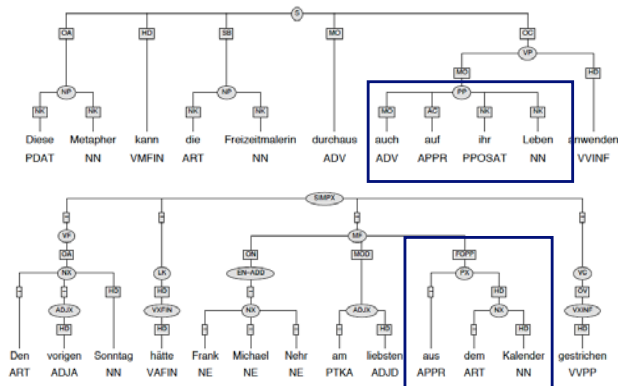 S
OA HD SB MO OC
VP
MO HD
NP NP PP
NK NK NK NK MO AC NK NK
Diese Metapher kann die Freizeitmalerin durchaus auch auf ihr Leben anwenden
PDAT NN VMFIN ART NN ADV ADV APPR PPOSAT NN VVINF
SIMPX
- - - -
VF MF
OA ON MOD FOPP
NX LK EN-ADD PX VC
- - HD HD - - HD OV
ADJX VXFIN NX ADJX NX VXINF
HD HD - - - - HD - HD HD
Den vorigen Sonntag hätte Frank Michael Nehr am liebsten aus dem Kalender gestrichen
ART ADJA NN VAFIN NE NE NE PTKA ADJD APPR ART NN VVPP